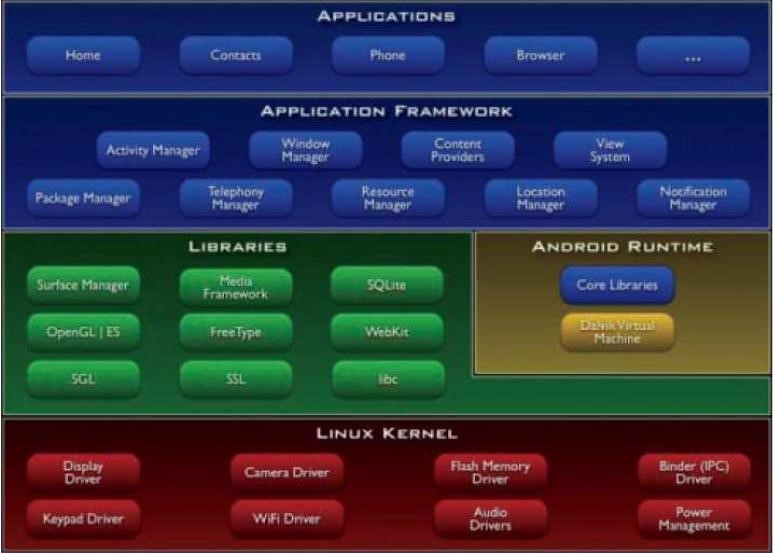 APPLICATIONS
Home
Contacts
Phone
Browser
...
APPLICATION FRAMEWORK
Activity Manager
Window
Manager
Content
Providers
View
System
Package Manager
Telephony
Manager
Resource
Manager
Location
Manager
Notification
Manager
LIBRARIES
Surface Manager
Media
Framework
SQLite
OpenGL | ES
FreeType
WebKit
SGL
SSL
libc
ANDROID RUNTIME
Core Libraries
Dalvik Virtual
Machine
LINUX KERNEL
Display
Driver
Camera Driver
Flash Memory
Driver
Binder (IPC)
Driver
Keypad Driver
WiFi Driver
Audio
Drivers
Power
Management